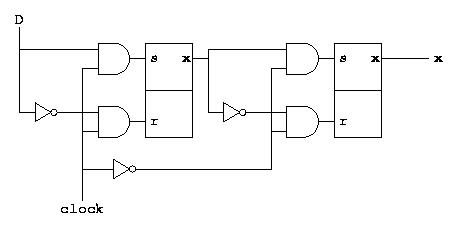 D
s x s x x
r r
clock